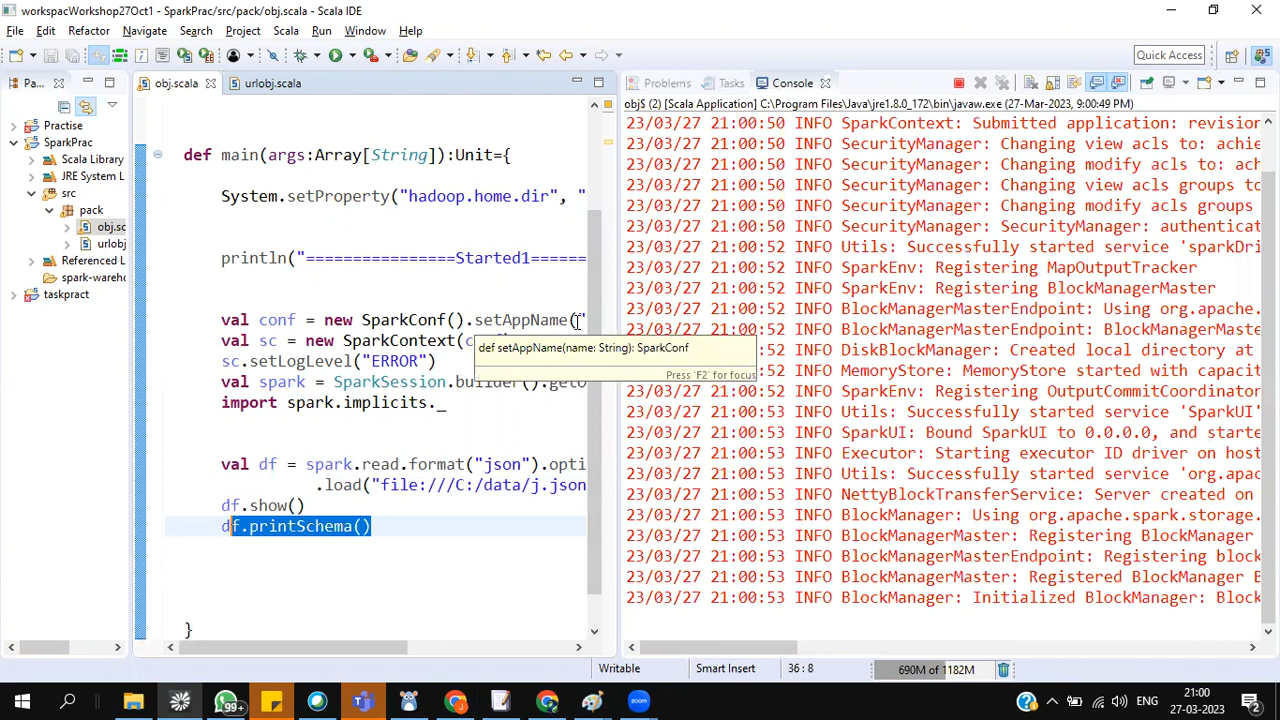 workspacWorkshop27Oct1 - SparkPrac/src/pack/obj.scala - Scala IDE
File Edit Refactor Navigate Search Project Scala Run Window Help
Quick Access
Pa...
obj.scala
urlobj.scala
Problems
Tasks
Console
objS (2) [Scala Application] C:\Program Files\Java\jre1.8.0_172\bin\javaw.exe (27-Mar-2023, 9:00:49 PM)
Practise
SparkPrac
Scala Library
JRE System L
src
pack
obj.sc
urlobj
Referenced L
spark-wareho
taskpract
def main(args:Array[String]):Unit={
System.setProperty("hadoop.home.dir", "
println("================Started1======
val conf = new SparkConf().setAppName("
val sc = new SparkContext(c
def setAppName(name: String): SparkConf
Press 'F2' for focus
sc.setLogLevel("ERROR")
val spark = SparkSession.builder().getO
import spark.implicits._
val df = spark.read.format("json").opti
.load("file:///C:/data/j.json
df.show()
df.printSchema()
}
23/03/27 21:00:50 INFO SparkContext: Submitted application: revision
23/03/27 21:00:50 INFO SecurityManager: Changing view acls to: achie
23/03/27 21:00:50 INFO SecurityManager: Changing modify acls to: ach
23/03/27 21:00:50 INFO SecurityManager: Changing view acls groups to
23/03/27 21:00:50 INFO SecurityManager: Changing modify acls groups
23/03/27 21:00:50 INFO SecurityManager: SecurityManager: authenticat
23/03/27 21:00:52 INFO Utils: Successfully started service 'sparkDri
23/03/27 21:00:52 INFO SparkEnv: Registering MapOutputTracker
23/03/27 21:00:52 INFO SparkEnv: Registering BlockManagerMaster
23/03/27 21:00:52 INFO BlockManagerMasterEndpoint: Using org.apache.
23/03/27 21:00:52 INFO BlockManagerMasterEndpoint: BlockManagerMaste
23/03/27 21:00:52 INFO DiskBlockManager: Created local directory at
23/03/27 21:00:52 INFO MemoryStore: MemoryStore started with capacit
23/03/27 21:00:52 INFO SparkEnv: Registering OutputCommitCoordinator
23/03/27 21:00:52 INFO Utils: Successfully started service 'SparkUI'
23/03/27 21:00:52 INFO SparkUI: Bound SparkUI to 0.0.0.0, and starte
23/03/27 21:00:53 INFO Executor: Starting executor ID driver on host
23/03/27 21:00:53 INFO Utils: Successfully started service 'org.apac
23/03/27 21:00:53 INFO NettyBlockTransferService: Server created on
23/03/27 21:00:53 INFO BlockManager: Using org.apache.spark.storage.
23/03/27 21:00:53 INFO BlockManagerMaster: Registering BlockManager
23/03/27 21:00:53 INFO BlockManagerMasterEndpoint: Registering block
23/03/27 21:00:53 INFO BlockManagerMaster: Registered BlockManager B
23/03/27 21:00:53 INFO BlockManager: Initialized BlockManager: Block
Writable
Smart Insert
36 : 8
690M of 1182M
99+
ENG
21:00
27-03-2023
2